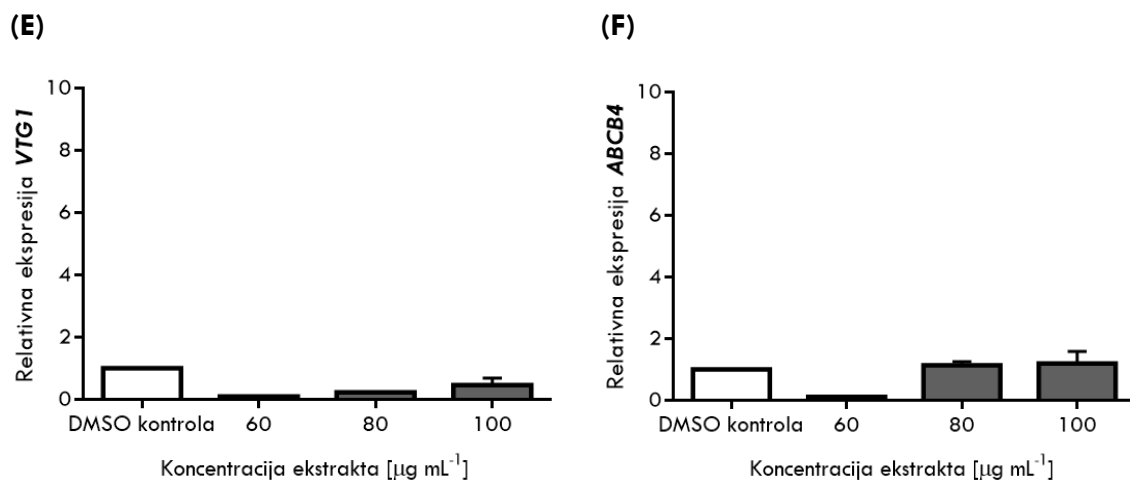 (E)
Relativna ekspresija VTG1
10
8
6
4
2
0
DMSO kontrola 60 80 100
Koncentracija ekstrakta [µg mL⁻¹]
(F)
Relativna ekspresija ABCB4
10
8
6
4
2
0
DMSO kontrola 60 80 100
Koncentracija ekstrakta [µg mL⁻¹]